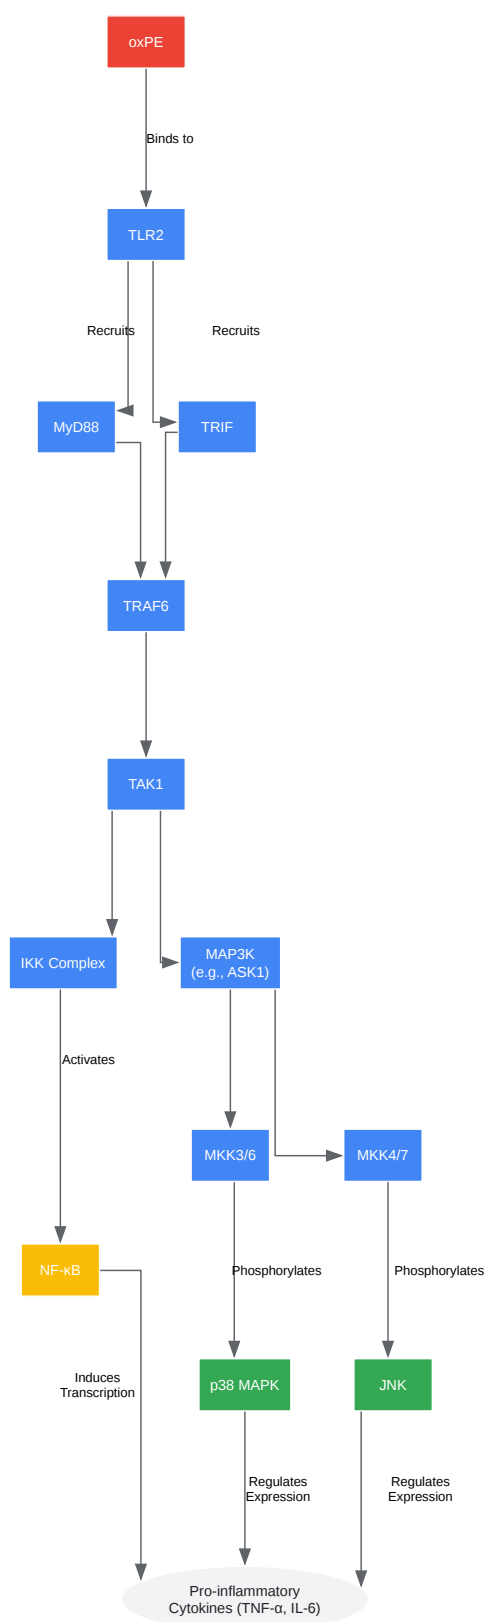 oxPE
Binds to
TLR2
Recruits
Recruits
MyD88
TRIF
TRAF6
TAK1
IKK Complex
MAP3K
(e.g., ASK1)
Activates
MKK3/6
MKK4/7
NF-κB
Phosphorylates
Phosphorylates
Induces
Transcription
p38 MAPK
JNK
Regulates
Expression
Regulates
Expression
Pro-inflammatory
Cytokines (TNF-α, IL-6)